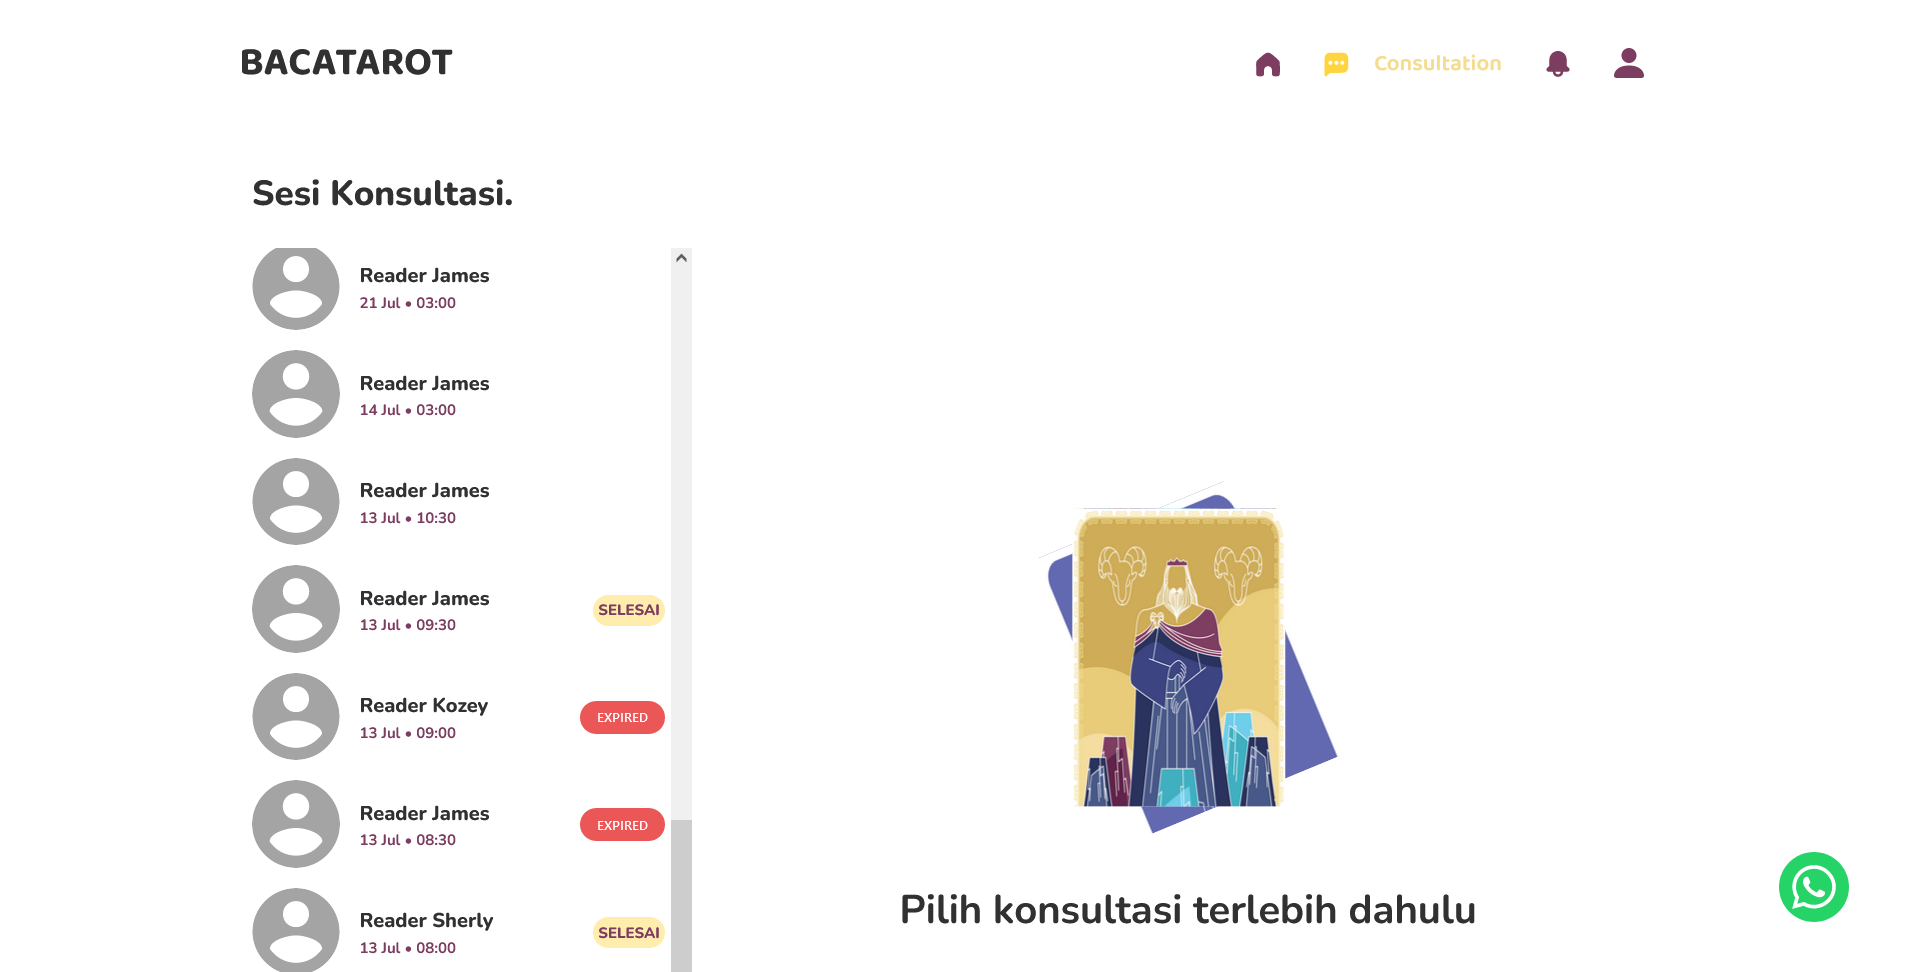 BACATAROT
Consultation
Sesi Konsultasi.
Reader James
21 Jul • 03:00
Reader James
14 Jul • 03:00
Reader James
13 Jul • 10:30
Reader James
13 Jul • 09:30
SELESAI
Reader Kozey
13 Jul • 09:00
EXPIRED
Reader James
13 Jul • 08:30
EXPIRED
Reader Sherly
13 Jul • 08:00
SELESAI
Pilih konsultasi terlebih dahulu